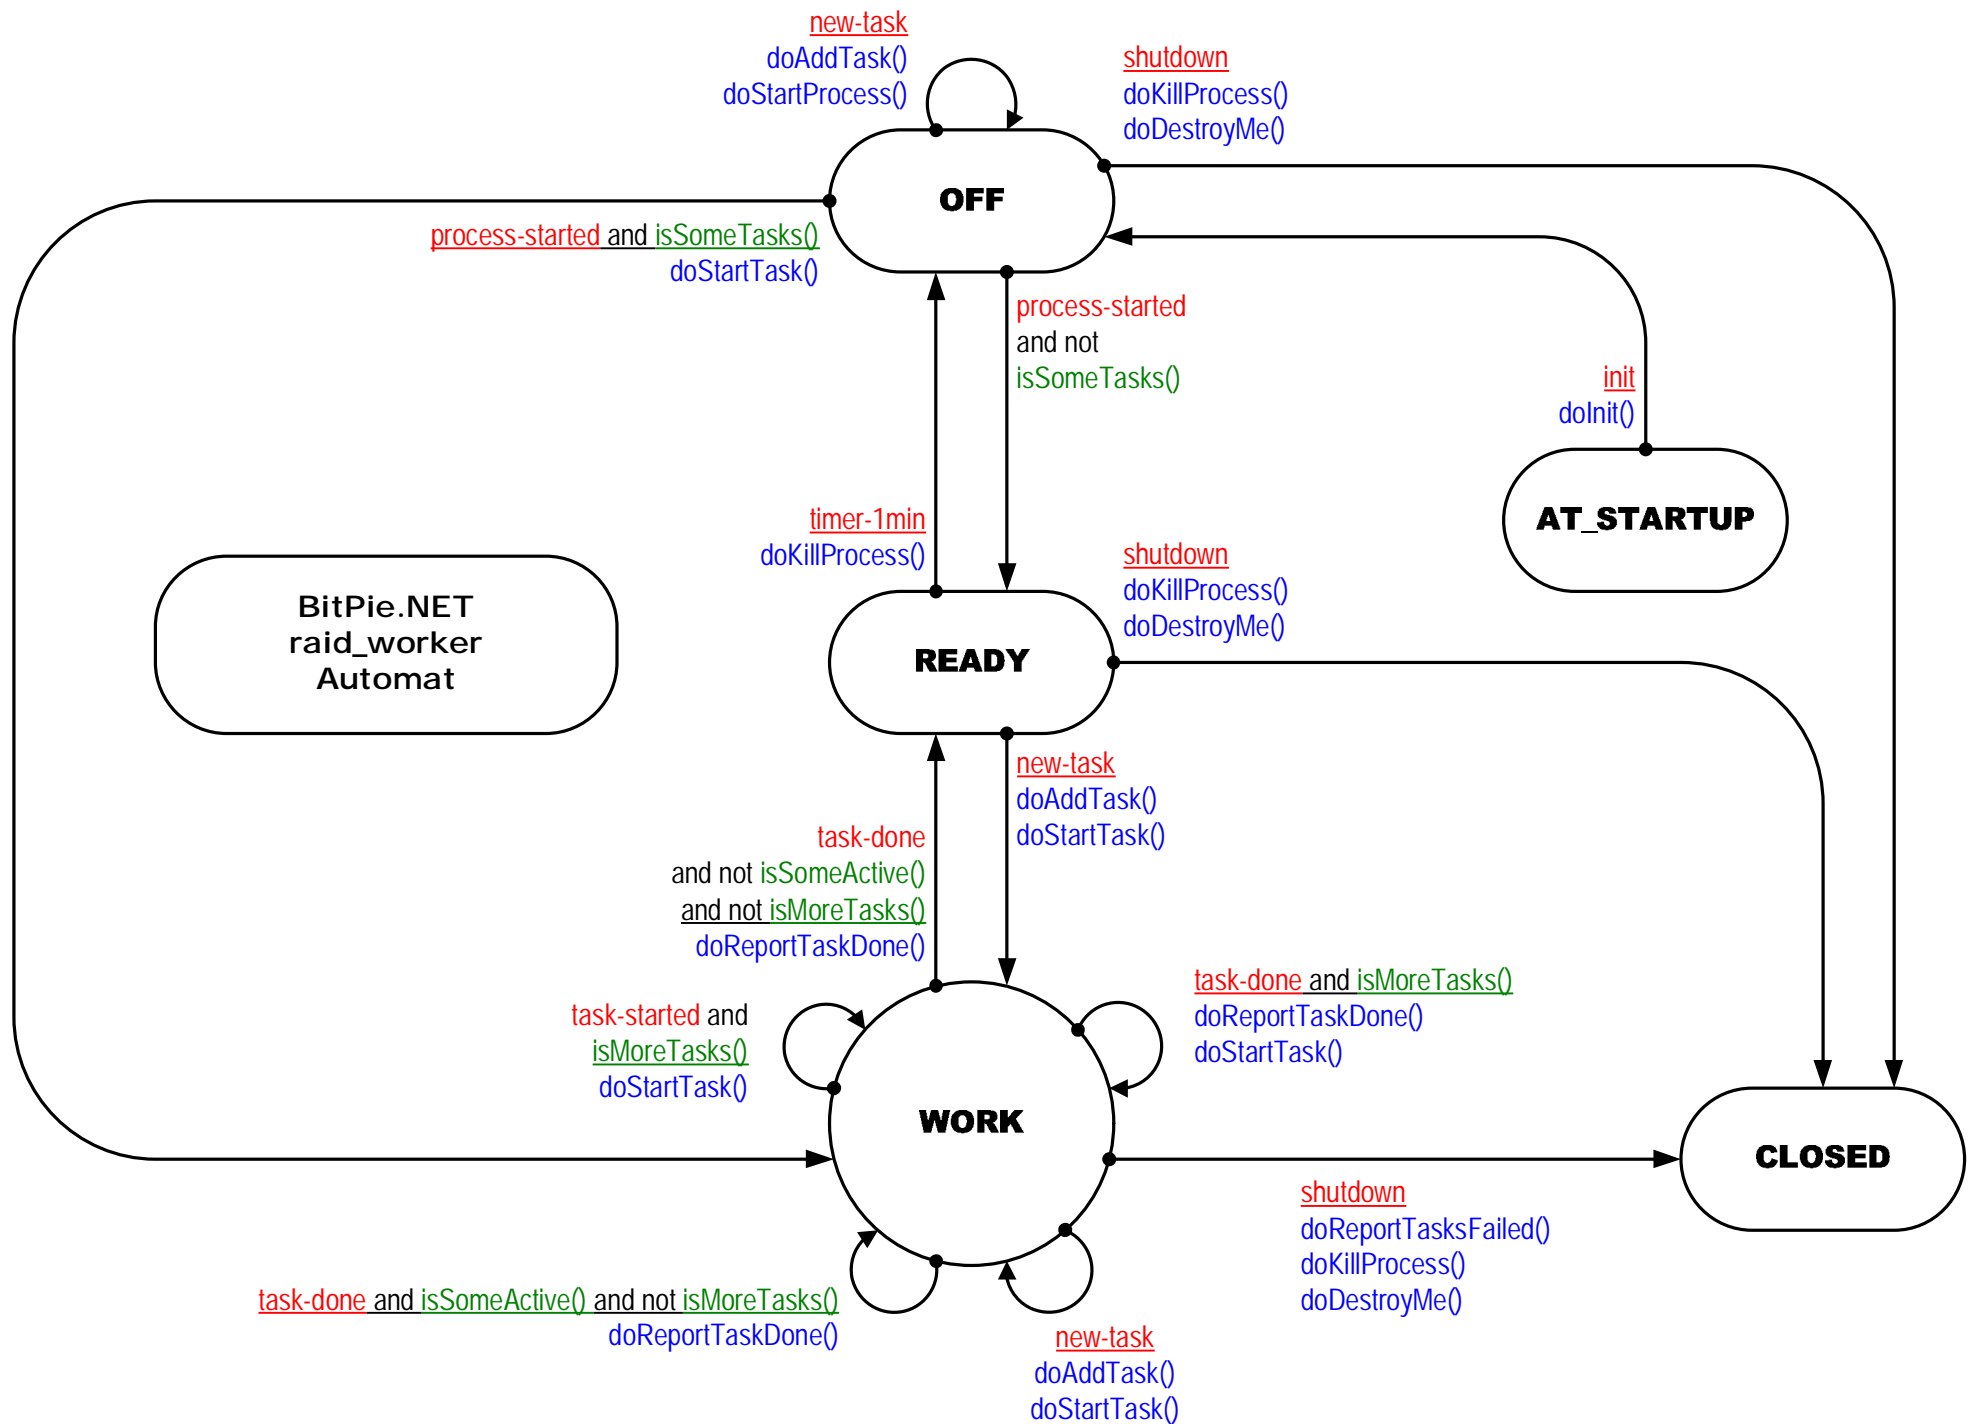 new-task
doAddTask()
doStartProcess()
shutdown
doKillProcess()
doDestroyMe()
OFF
process-started and isSomeTasks()
doStartTask()
process-started
and not
isSomeTasks()
init
doInit()
AT_STARTUP
timer-1min
doKillProcess()
shutdown
doKillProcess()
doDestroyMe()
BitPie.NET
raid_worker
Automat
READY
new-task
doAddTask()
doStartTask()
task-done
and not isSomeActive()
and not isMoreTasks()
doReportTaskDone()
task-started and
isMoreTasks()
doStartTask()
task-done and isMoreTasks()
doReportTaskDone()
doStartTask()
WORK
CLOSED
shutdown
doReportTasksFailed()
doKillProcess()
doDestroyMe()
task-done and isSomeActive() and not isMoreTasks()
doReportTaskDone()
new-task
doAddTask()
doStartTask()